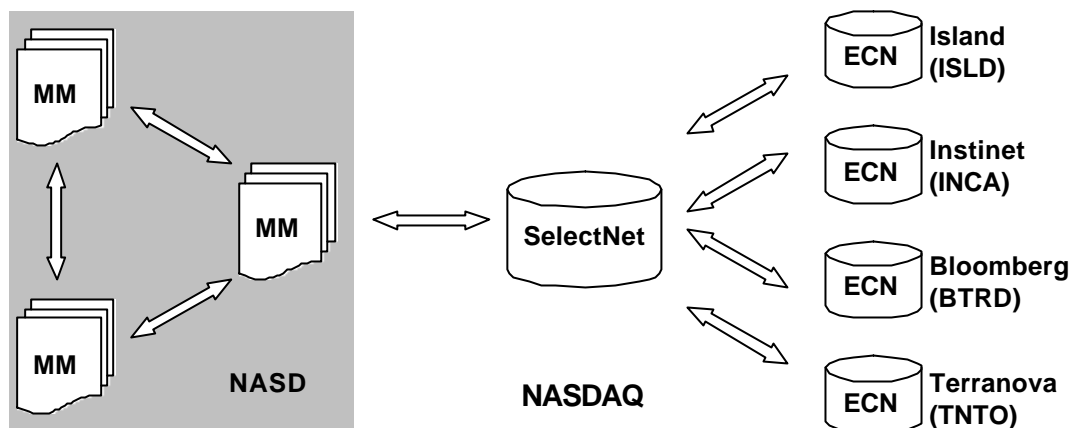 MM
MM
MM
NASD
SelectNet
NASDAQ
ECN
Island
(ISLD)
ECN
Instinet
(INCA)
ECN
Bloomberg
(BTRD)
ECN
Terranova
(TNTO)